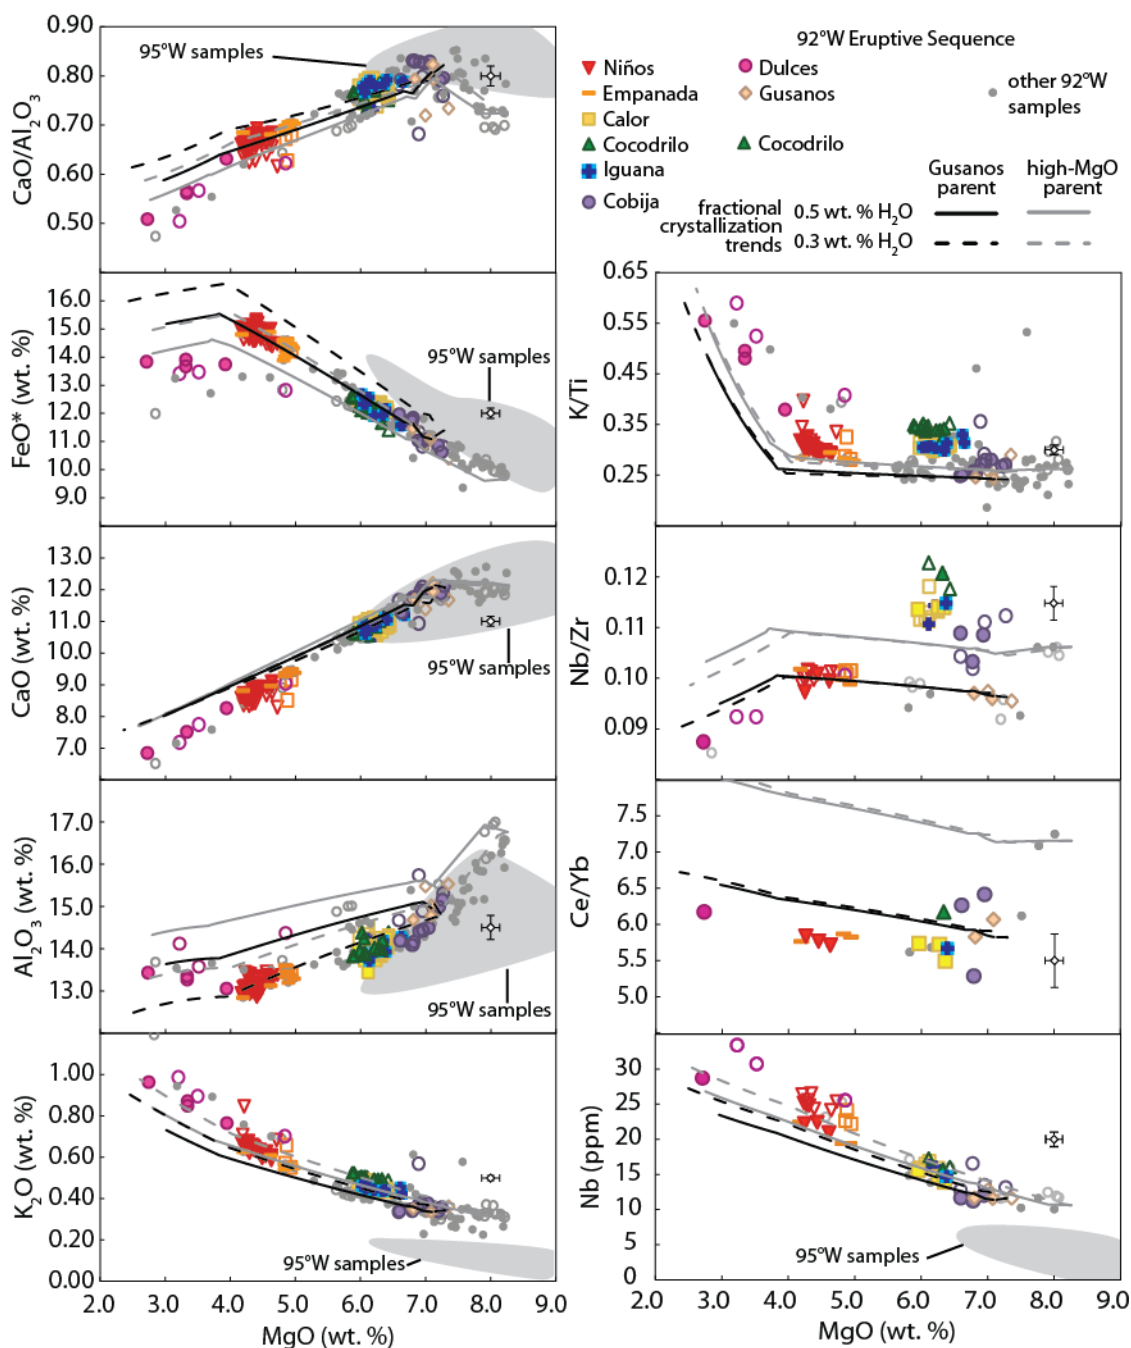 92°W Eruptive Sequence
Niños
Empanada
Calor
Cocodrilo
Iguana
Cobija
Dulces
Gusanos
Cocodrilo
other 92°W
samples
Gusanos
parent
high-MgO
parent
fractional
crystallization
trends
0.5 wt. % H2O
0.3 wt. % H2O
CaO/Al2O3
0.90
0.80
0.70
0.60
0.50
95°W samples
FeO* (wt. %)
16.0
15.0
14.0
13.0
12.0
11.0
10.0
9.0
95°W samples
CaO (wt. %)
13.0
12.0
11.0
10.0
9.0
8.0
7.0
95°W samples
Al2O3 (wt. %)
17.0
16.0
15.0
14.0
13.0
95°W samples
K2O (wt. %)
1.00
0.80
0.60
0.40
0.20
0.00
95°W samples
2.0 3.0 4.0 5.0 6.0 7.0 8.0 9.0
MgO (wt. %)
K/Ti
0.65
0.55
0.45
0.35
0.25
Nb/Zr
0.12
0.11
0.10
0.09
Ce/Yb
7.5
7.0
6.5
6.0
5.5
5.0
Nb (ppm)
30
25
20
15
10
5
0
95°W samples
2.0 3.0 4.0 5.0 6.0 7.0 8.0 9.0
MgO (wt. %)